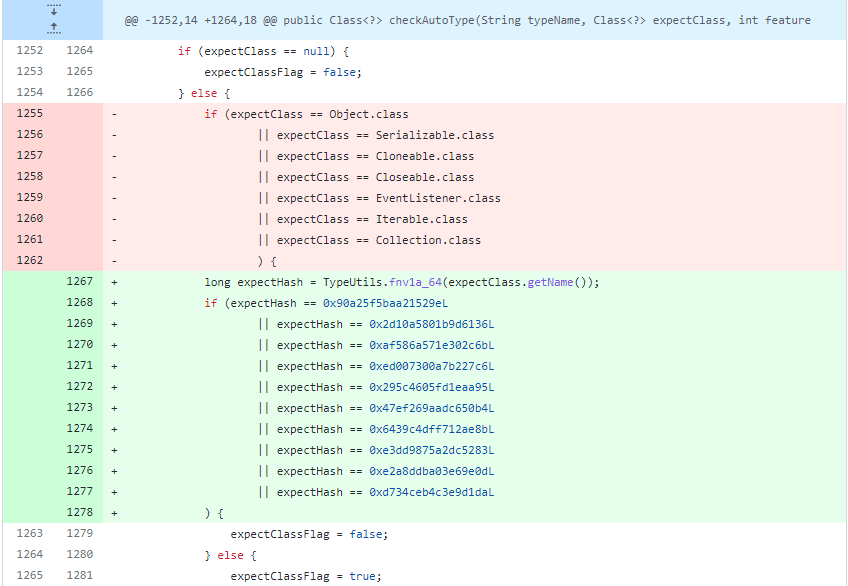 @@ -1252,14 +1264,18 @@ public Class<?> checkAutoType(String typeName, Class<?> expectClass, int feature
1252 1264 if (expectClass == null) {
1253 1265 expectClassFlag = false;
1254 1266 } else {
1255 - if (expectClass == Object.class
1256 - || expectClass == Serializable.class
1257 - || expectClass == Cloneable.class
1258 - || expectClass == Closeable.class
1259 - || expectClass == EventListener.class
1260 - || expectClass == Iterable.class
1261 - || expectClass == Collection.class
1262 - ) {
1267 + long expectHash = TypeUtils.fnv1a_64(expectClass.getName());
1268 + if (expectHash == 0x90a25f5baa21529eL
1269 + || expectHash == 0x2d10a5801b9d6136L
1270 + || expectHash == 0xaf586a571e302c6bL
1271 + || expectHash == 0xed007300a7b227c6L
1272 + || expectHash == 0x295c4605fd1eaa95L
1273 + || expectHash == 0x47ef269aadc650b4L
1274 + || expectHash == 0x6439c4dff712ae8bL
1275 + || expectHash == 0xe3dd9875a2dc5283L
1276 + || expectHash == 0xe2a8ddba03e69e0dL
1277 + || expectHash == 0xd734ceb4c3e9d1daL
1278 + ) {
1263 1279 expectClassFlag = false;
1264 1280 } else {
1265 1281 expectClassFlag = true;